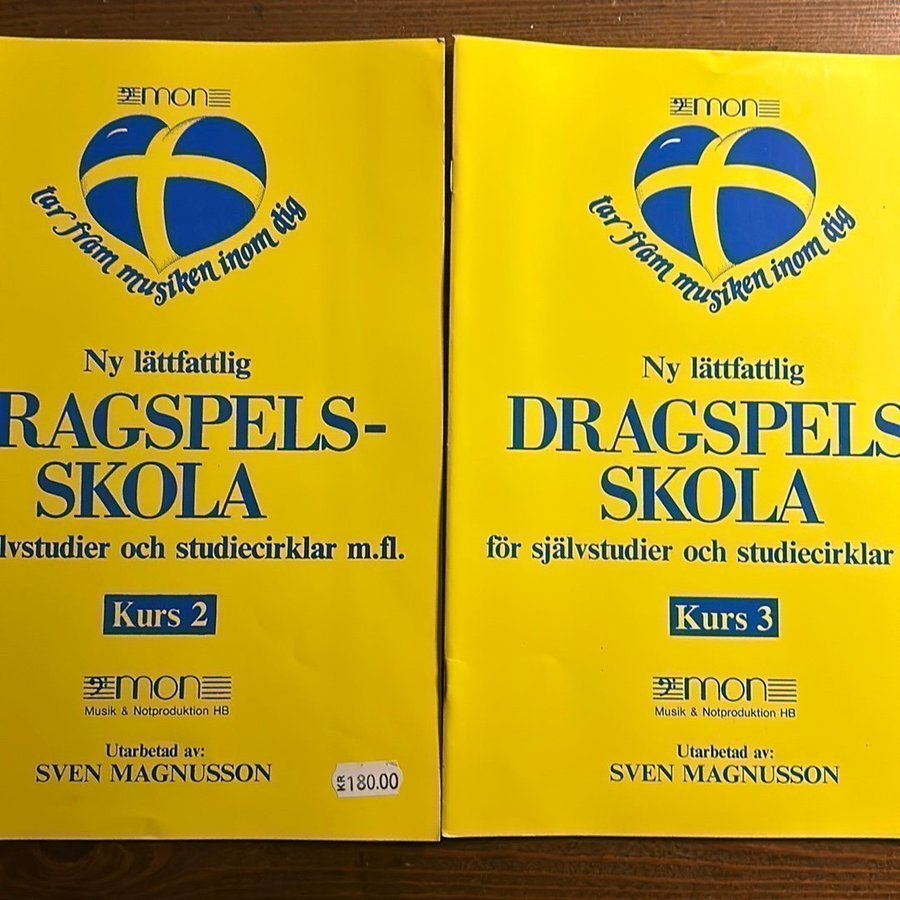 mon
tar fram musiken inom dig
Ny lättfattlig
RAGSPELS-
SKOLA
lvstudier och studiecirklar m.fl.
Kurs 2
mon
Musik & Notproduktion HB
Utarbetad av:
SVEN MAGNUSSON
KR 180.00
mon
tar fram musiken inom dig
Ny lättfattlig
DRAGSPELS
SKOLA
för självstudier och studiecirklar
Kurs 3
mon
Musik & Notproduktion HB
Utarbetad av:
SVEN MAGNUSSON